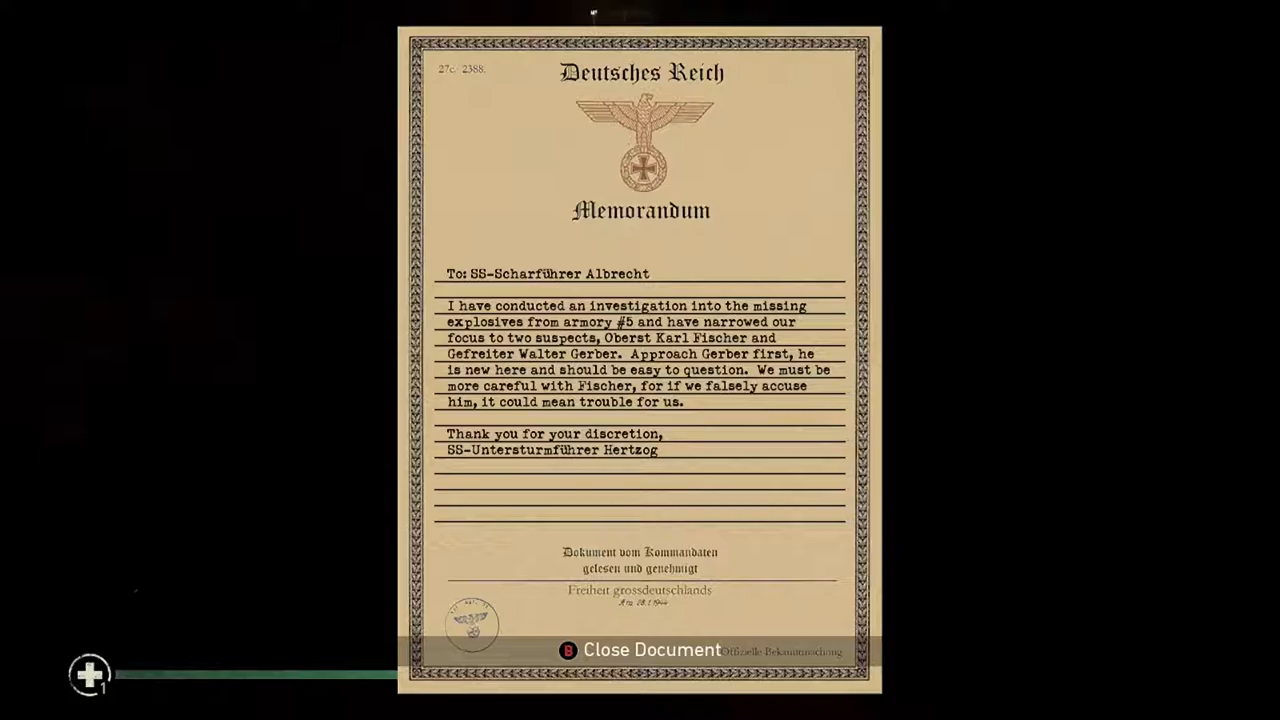 27c/ 2388.
Deutsches Reich
Memorandum
To: SS-Scharführer Albrecht
I have conducted an investigation into the missing
explosives from armory #5 and have narrowed our
focus to two suspects, Oberst Karl Fischer and
Gefreiter Walter Gerber.  Approach Gerber first, he
is new here and should be easy to question.  We must be
more careful with Fischer, for if we falsely accuse
him, it could mean trouble for us.
Thank you for your discretion,
SS-Untersturmführer Hertzog
Dokument vom Kommandaten
gelesen und genehmigt
Freiheit grossdeutschlands
B Close Document
Offizielle Bekanntmachung
1